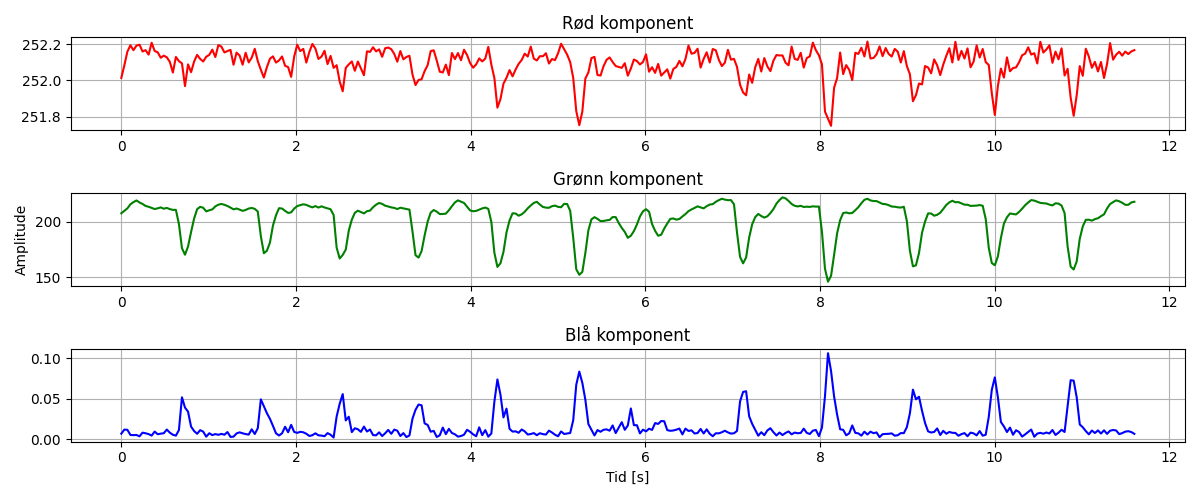 Rød komponent
252.2
252.0
251.8
0 2 4 6 8 10 12
Grønn komponent
Amplitude
200
150
0 2 4 6 8 10 12
Blå komponent
0.10
0.05
0.00
0 2 4 6 8 10 12
Tid [s]